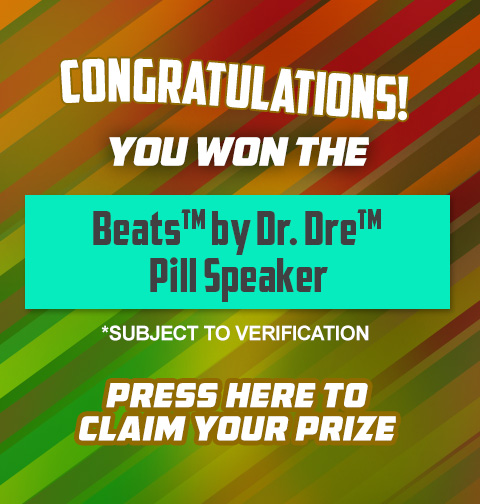 CONGRATULATIONS!
YOU WON THE
Beats™ by Dr. Dre™
Pill Speaker
*SUBJECT TO VERIFICATION
PRESS HERE TO
CLAIM YOUR PRIZE